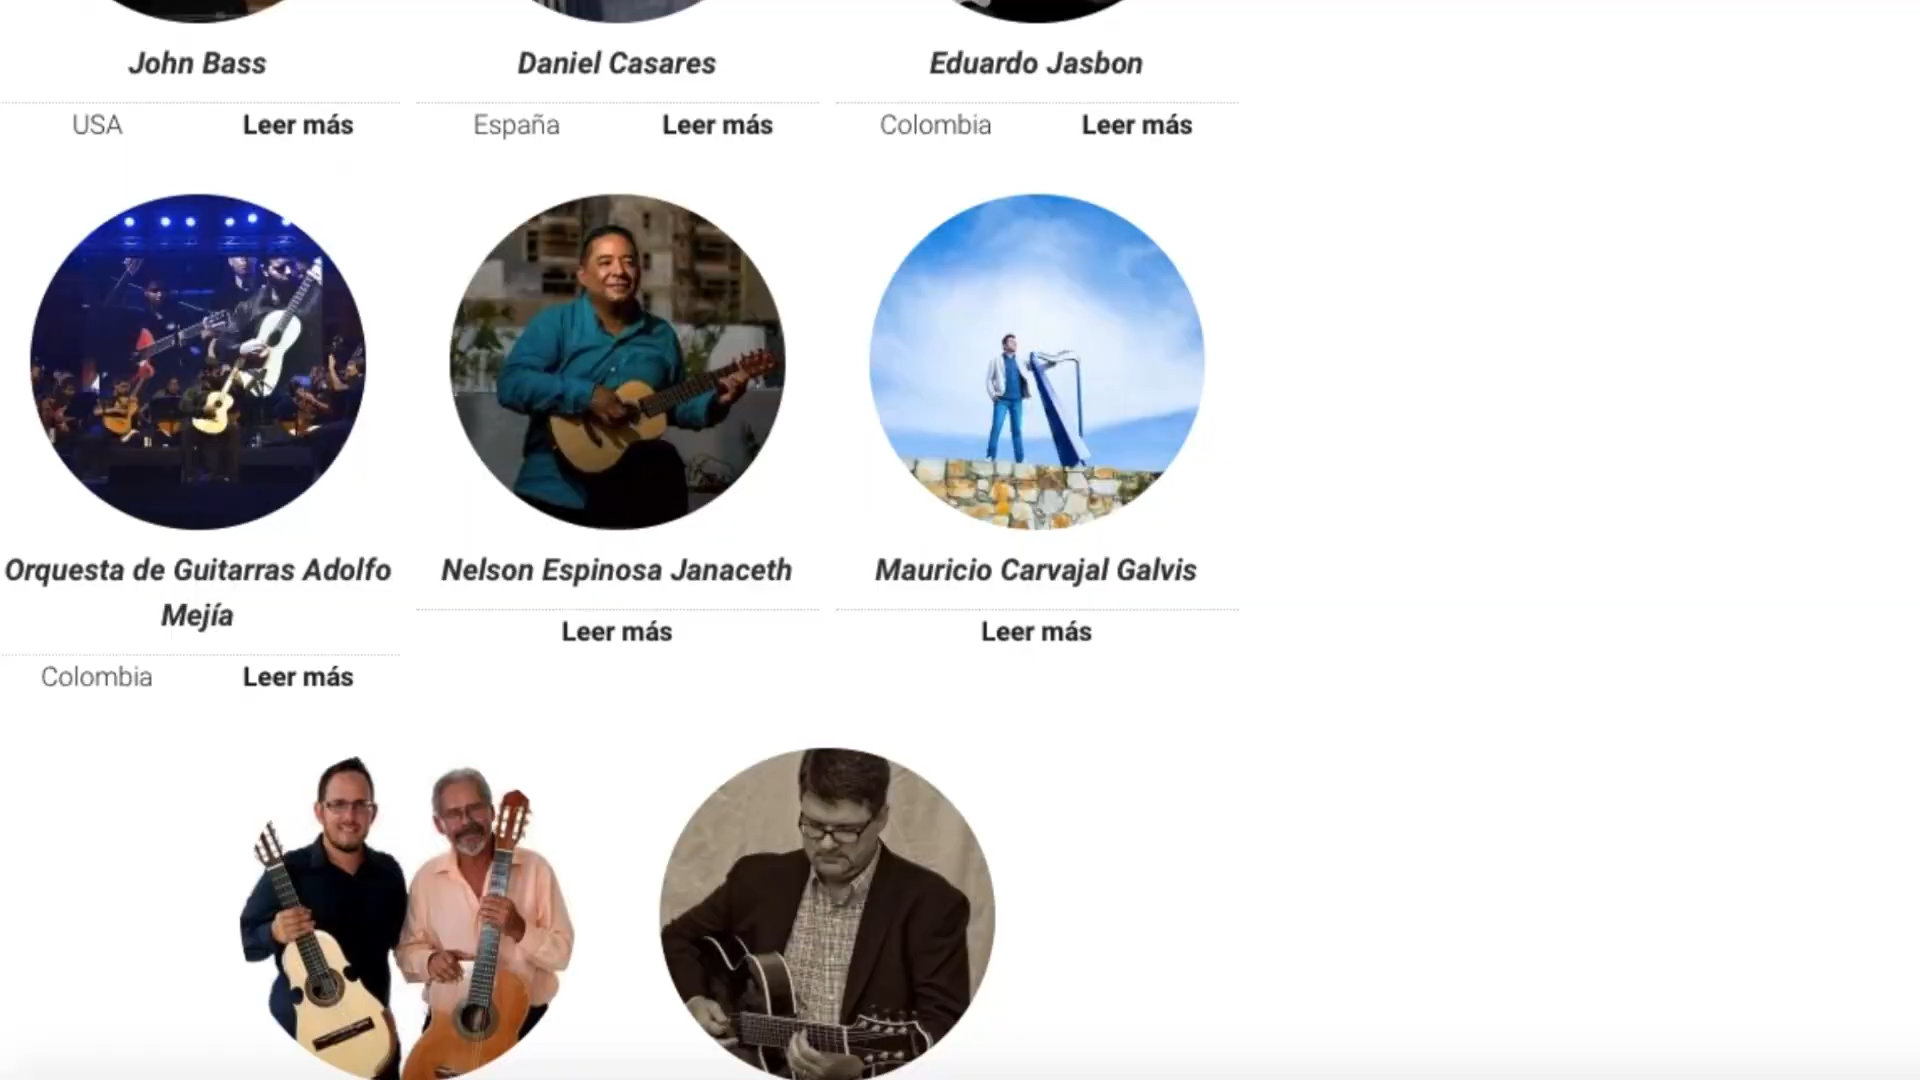 John Bass
Daniel Casares
Eduardo Jasbon
USA
Leer más
España
Leer más
Colombia
Leer más
Orquesta de Guitarras Adolfo
Mejía
Nelson Espinosa Janaceth
Mauricio Carvajal Galvis
Leer más
Leer más
Colombia
Leer más